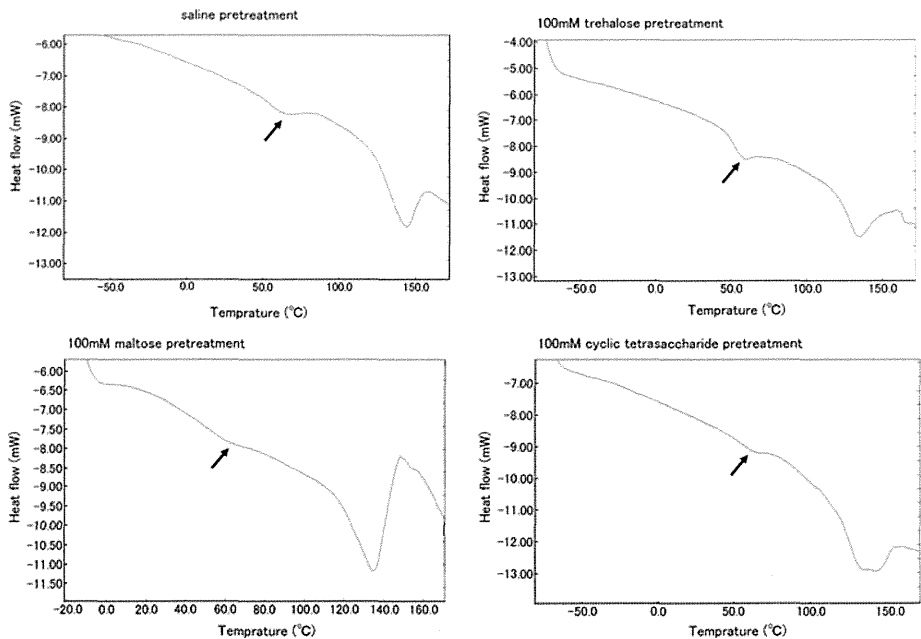 saline pretreatment
-6.00
-7.00
-8.00
-9.00
-10.00
-11.00
-12.00
-13.00
Heat flow (mW)
-50.0 0.0 50.0 100.0 150.0
Temprature (°C)
100mM trehalose pretreatment
-4.00
-5.00
-6.00
-7.00
-8.00
-9.00
-10.00
-11.00
-12.00
-13.00
Heat flow (mW)
-50.0 0.0 50.0 100.0 150.0
Temprature (°C)
100mM maltose pretreatment
-6.00
-6.50
-7.00
-7.50
-8.00
-8.50
-9.00
-9.50
-10.00
-10.50
-11.00
-11.50
Heat flow (mW)
-20.0 0.0 20.0 40.0 60.0 80.0 100.0 120.0 140.0 160.0
Temprature (°C)
100mM cyclic tetrasaccharide pretreatment
-7.00
-8.00
-9.00
-10.00
-11.00
-12.00
-13.00
Heat flow (mW)
-50.0 0.0 50.0 100.0 150.0
Temprature (°C)